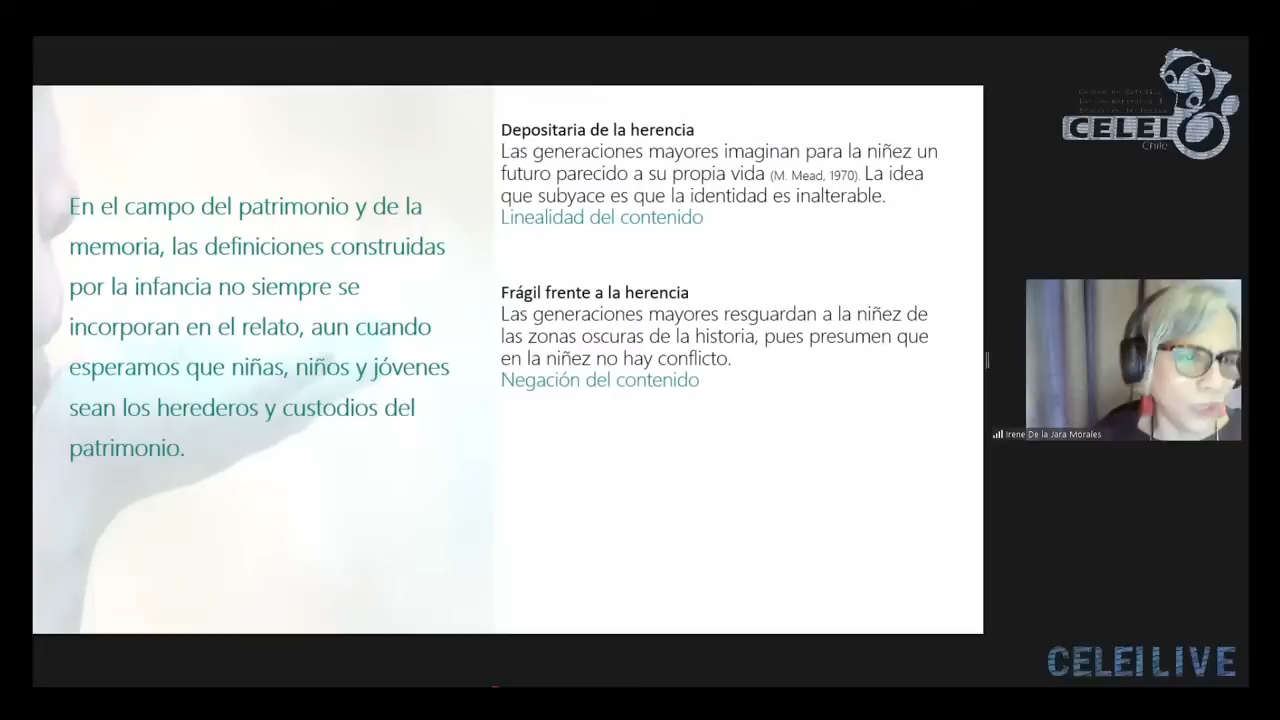 En el campo del patrimonio y de la
memoria, las definiciones construidas
por la infancia no siempre se
incorporan en el relato, aun cuando
esperamos que niñas, niños y jóvenes
sean los herederos y custodios del
patrimonio.
Depositaria de la herencia
Las generaciones mayores imaginan para la niñez un
futuro parecido a su propia vida (M. Mead, 1970). La idea
que subyace es que la identidad es inalterable.
Linealidad del contenido
Frágil frente a la herencia
Las generaciones mayores resguardan a la niñez de
las zonas oscuras de la historia, pues presumen que
en la niñez no hay conflicto.
Negación del contenido
CELEI
Chile
Irene De la Jara Morales
CELEI LIVE